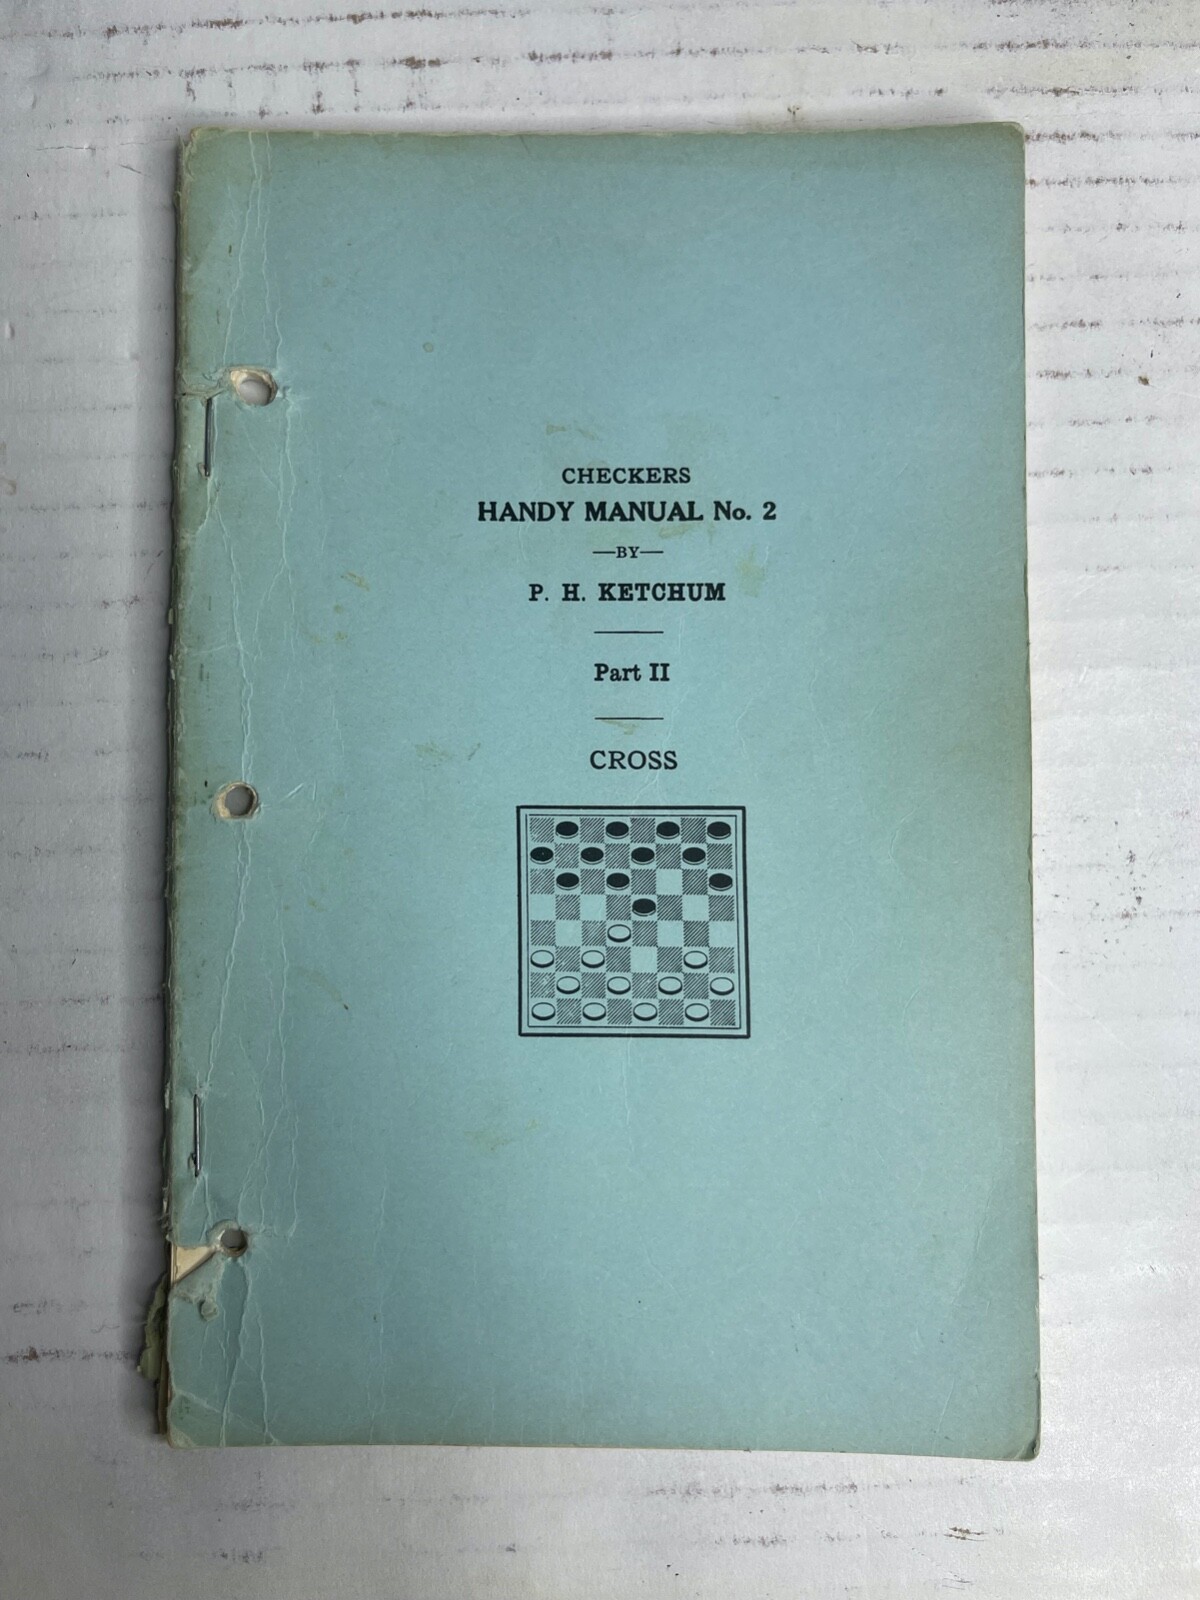 CHECKERS
HANDY MANUAL No. 2
—BY—
P. H. KETCHUM
Part II
CROSS